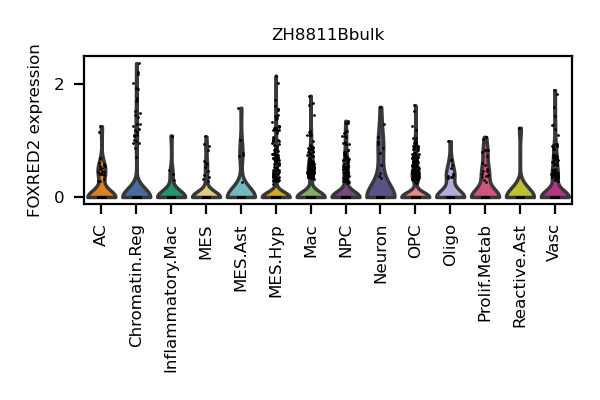 ZH8811Bbulk
FOXRED2 expression
2
0
AC
Chromatin.Reg
Inflammatory.Mac
MES
MES.Ast
MES.Hyp
Mac
NPC
Neuron
OPC
Oligo
Prolif.Metab
Reactive.Ast
Vasc